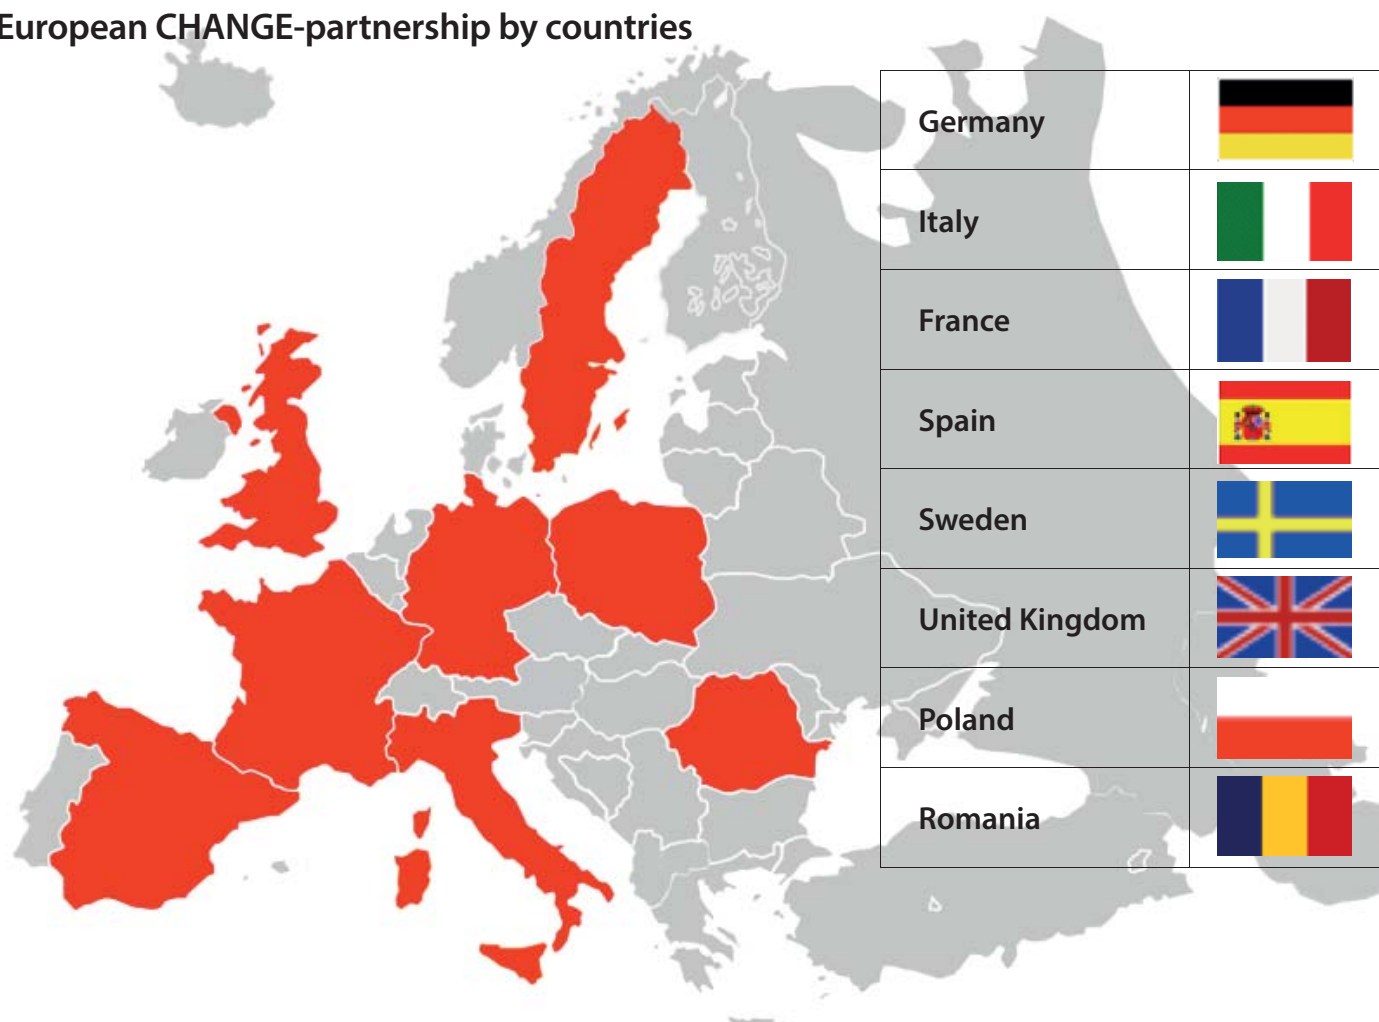 European CHANGE-partnership by countries
Germany
Italy
France
Spain
Sweden
United Kingdom
Poland
Romania